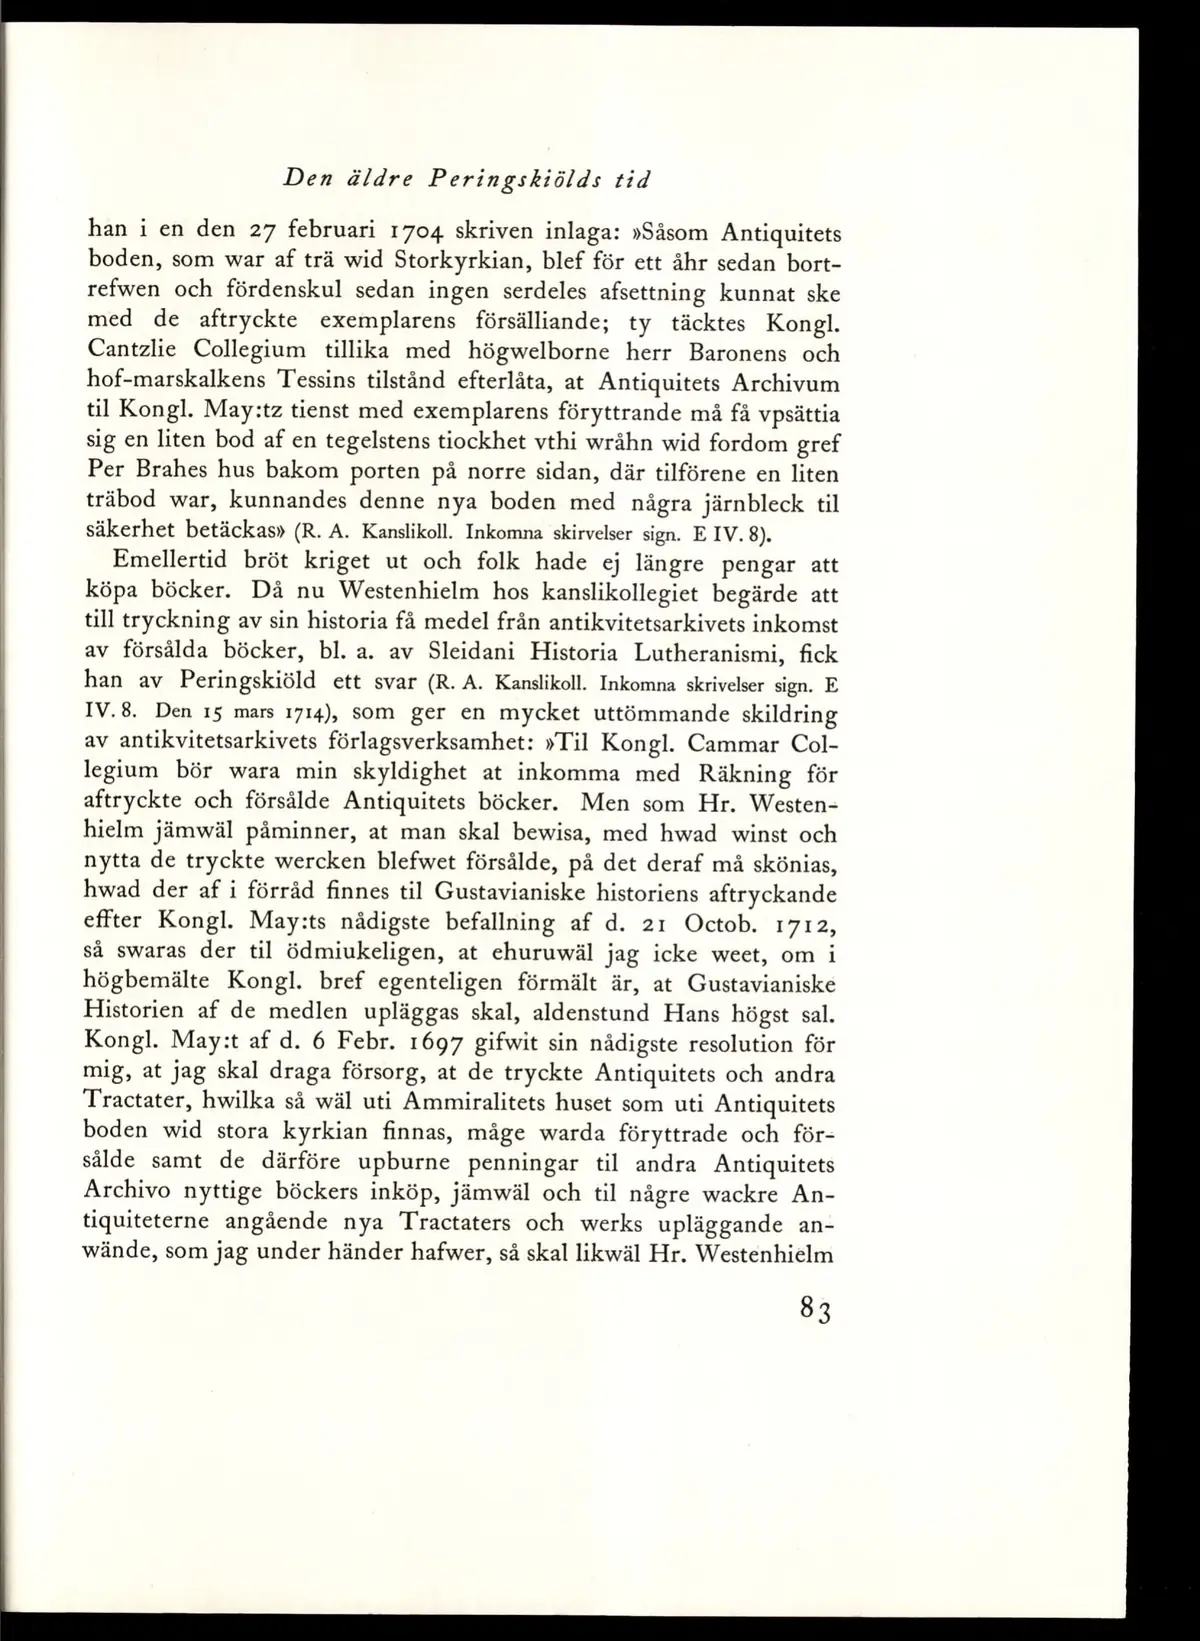 Den äldre Peringskiölds tid
han i en den 27 februari 1704 skriven inlaga: »Såsom Antiquitets
boden, som war af trä wid Storkyrkian, blef för ett åhr sedan bort-
refwen och fördenskul sedan ingen serdeles afsettning kunnat ske
med de aftryckte exemplarens försälliande; ty täcktes Kongl.
Cantzlie Collegium tillika med högwelborne herr Baronens och
hof-marskalkens Tessins tilstånd efterlåta, at Antiquitets Archivum
til Kongl. May:tz tienst med exemplarens föryttrande må få vpsättia
sig en liten bod af en tegelstens tiockhet vthi wråhn wid fordom gref
Per Brahes hus bakom porten på norre sidan, där tilförene en liten
träbod war, kunnandes denne nya boden med några järnbleck til
säkerhet betäckas» (R. A. Kanslikoll. Inkomna skirvelser sign. E IV. 8).
Emellertid bröt kriget ut och folk hade ej längre pengar att
köpa böcker. Då nu Westenhielm hos kanslikollegiet begärde att
till tryckning av sin historia få medel från antikvitetsarkivets inkomst
av försålda böcker, bl. a. av Sleidani Historia Lutheranismi, fick
han av Peringskiöld ett svar (R. A. Kanslikoll. Inkomna skrivelser sign. E
IV. 8. Den 15 mars 1714), som ger en mycket uttömmande skildring
av antikvitetsarkivets förlagsverksamhet: »Til Kongl. Cammar Col-
legium bör wara min skyldighet at inkomma med Räkning för
aftryckte och försålde Antiquitets böcker. Men som Hr. Westen-
hielm jämwäl påminner, at man skal bewisa, med hwad winst och
nytta de tryckte wercken blefwet försålde, på det deraf må skönias,
hwad der af i förråd finnes til Gustavianiske historiens aftryckande
effter Kongl. May:ts nådigste befallning af d. 21 Octob. 1712,
så swaras der til ödmiukeligen, at ehuruwäl jag icke weet, om i
högbemälte Kongl. bref egenteligen förmält är, at Gustavianiske
Historien af de medlen upläggas skal, aldenstund Hans högst sal.
Kongl. May:t af d. 6 Febr. 1697 gifwit sin nådigste resolution för
mig, at jag skal draga försorg, at de tryckte Antiquitets och andra
Tractater, hwilka så wäl uti Ammiralitets huset som uti Antiquitets
boden wid stora kyrkian finnas, måge warda föryttrade och för-
sålde samt de därföre upburne penningar til andra Antiquitets
Archivo nyttige böckers inköp, jämwäl och til någre wackre An-
tiquiteterne angående nya Tractaters och werks upläggande an-
wände, som jag under händer hafwer, så skal likwäl Hr. Westenhielm
83